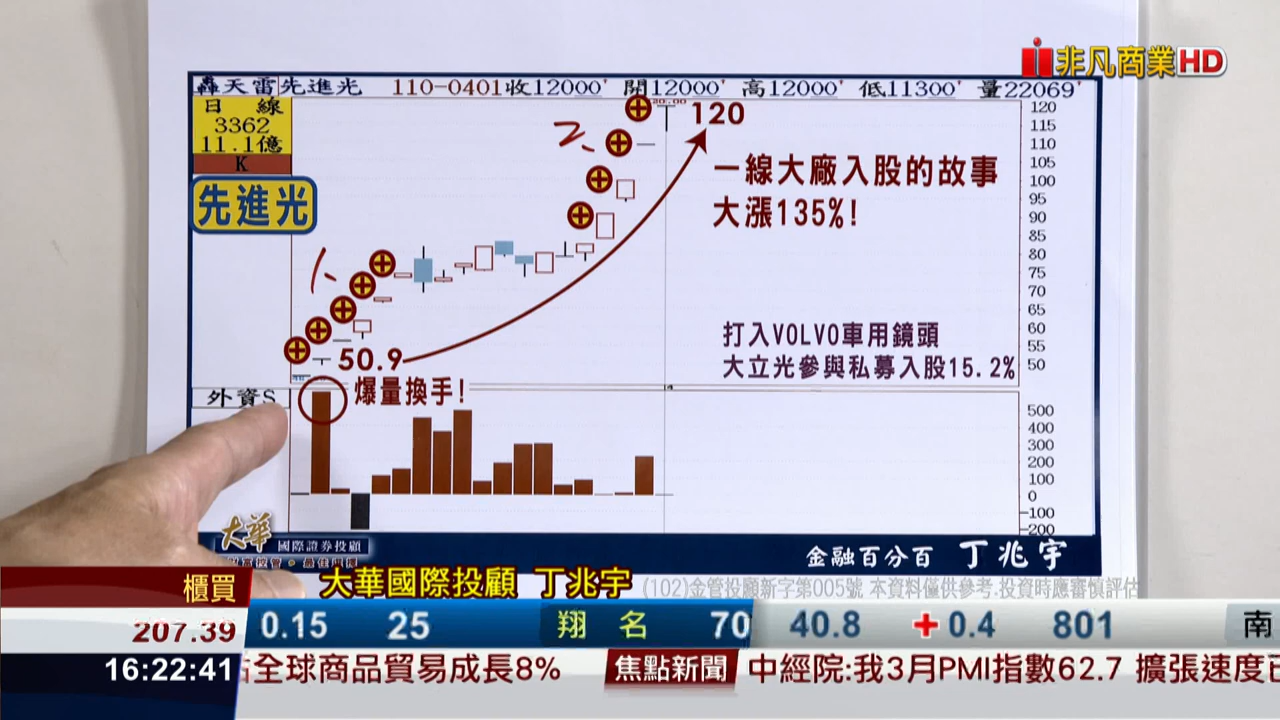 非凡商業HD
轟天雷先進光 110-0401收12000' 開12000' 高12000' 低11300' 量22069'
日 線
3362
11.1億
K
先進光
120
115
110
105
100
95
90
85
80
75
70
65
60
55
50
2、
120
一線大廠入股的故事
大漲135%!
1、
50.9
打入VOLVO車用鏡頭
大立光參與私募入股15.2%
外資S
爆量換手!
500
400
300
200
100
0
-100
-200
大華 國際證券投顧
金融百分百 丁兆宇
大華國際投顧 丁兆宇
(102)金管投顧新字第005號 本資料僅供參考.投資時應審慎評估
櫃買
207.39
0.15 25 翔 名 70 40.8 +0.4 801 南
16:22:41
全球商品貿易成長8% 焦點新聞 中經院:我3月PMI指數62.7 擴張速度已